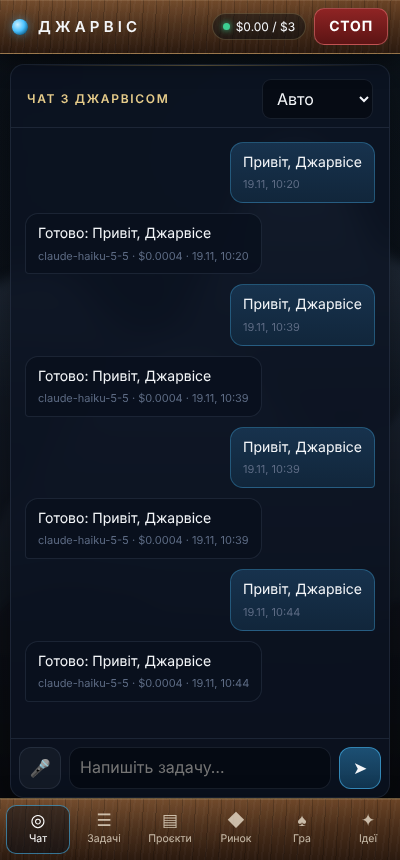 ДЖАРВІС
$0.00 / $3
СТОП
ЧАТ З ДЖАРВІСОМ
Авто
Привіт, Джарвісе
19.11, 10:20
Готово: Привіт, Джарвісе
claude-haiku-5-5 · $0.0004 · 19.11, 10:20
Привіт, Джарвісе
19.11, 10:39
Готово: Привіт, Джарвісе
claude-haiku-5-5 · $0.0004 · 19.11, 10:39
Привіт, Джарвісе
19.11, 10:39
Готово: Привіт, Джарвісе
claude-haiku-5-5 · $0.0004 · 19.11, 10:39
Привіт, Джарвісе
19.11, 10:44
Готово: Привіт, Джарвісе
claude-haiku-5-5 · $0.0004 · 19.11, 10:44
Напишіть задачу...
Чат
Задачі
Проєкти
Ринок
Гра
Ідеї